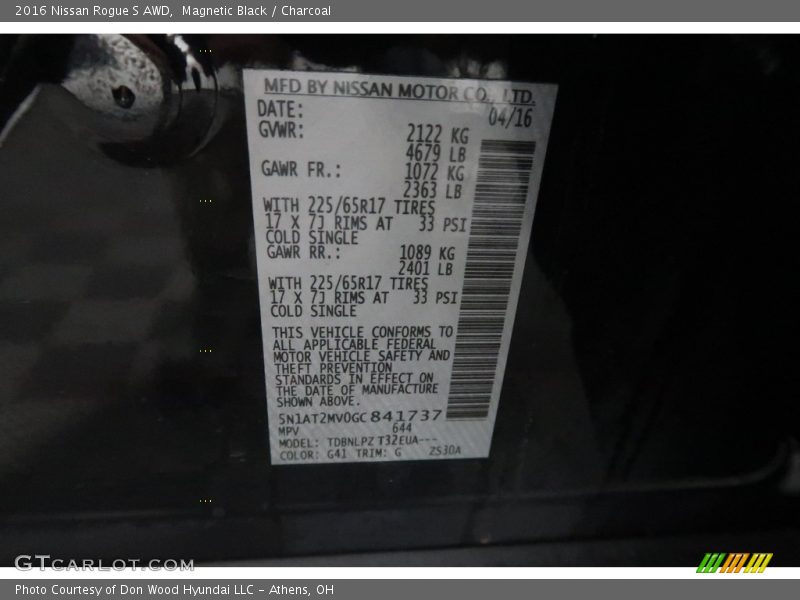 2016 Nissan Rogue S AWD,  Magnetic Black / Charcoal
MFD BY NISSAN MOTOR CO., LTD.
DATE: 04/16
GVWR: 2122 KG
4679 LB
GAWR FR.: 1072 KG
2363 LB
WITH 225/65R17 TIRES
17 X 7J RIMS AT 33 PSI
COLD SINGLE
GAWR RR.: 1089 KG
2401 LB
WITH 225/65R17 TIRES
17 X 7J RIMS AT 33 PSI
COLD SINGLE
THIS VEHICLE CONFORMS TO
ALL APPLICABLE FEDERAL
MOTOR VEHICLE SAFETY AND
THEFT PREVENTION
STANDARDS IN EFFECT ON
THE DATE OF MANUFACTURE
SHOWN ABOVE.
5N1AT2MV0GC841737
MPV 644
MODEL: TDBNLPZ T32EUA---
COLOR: G41 TRIM: G ZS30A
GTCARLOT.COM
Photo Courtesy of Don Wood Hyundai LLC - Athens, OH